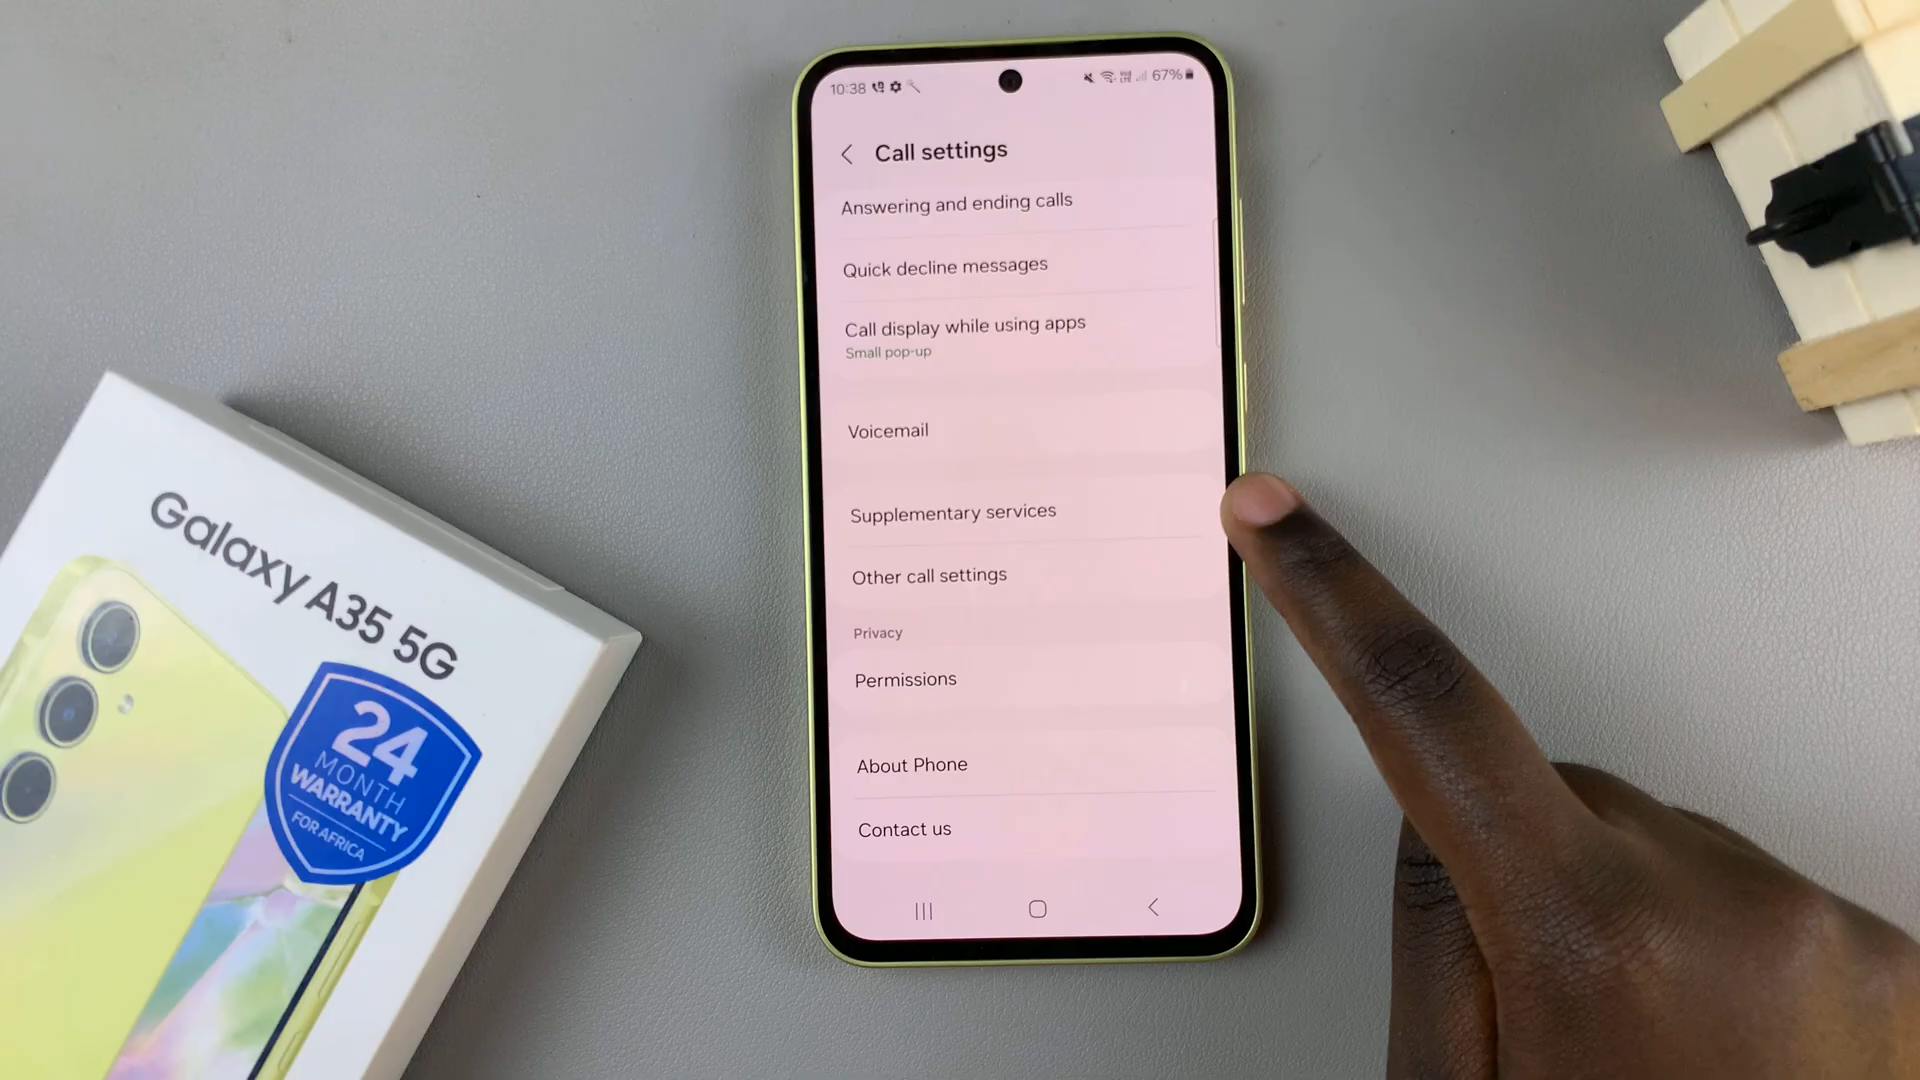 10:38
67%
Call settings
Answering and ending calls
Quick decline messages
Call display while using apps
Small pop-up
Voicemail
Supplementary services
Other call settings
Privacy
Permissions
About Phone
Contact us
Galaxy A35 5G
24
MONTH
WARRANTY
FOR AFRICA